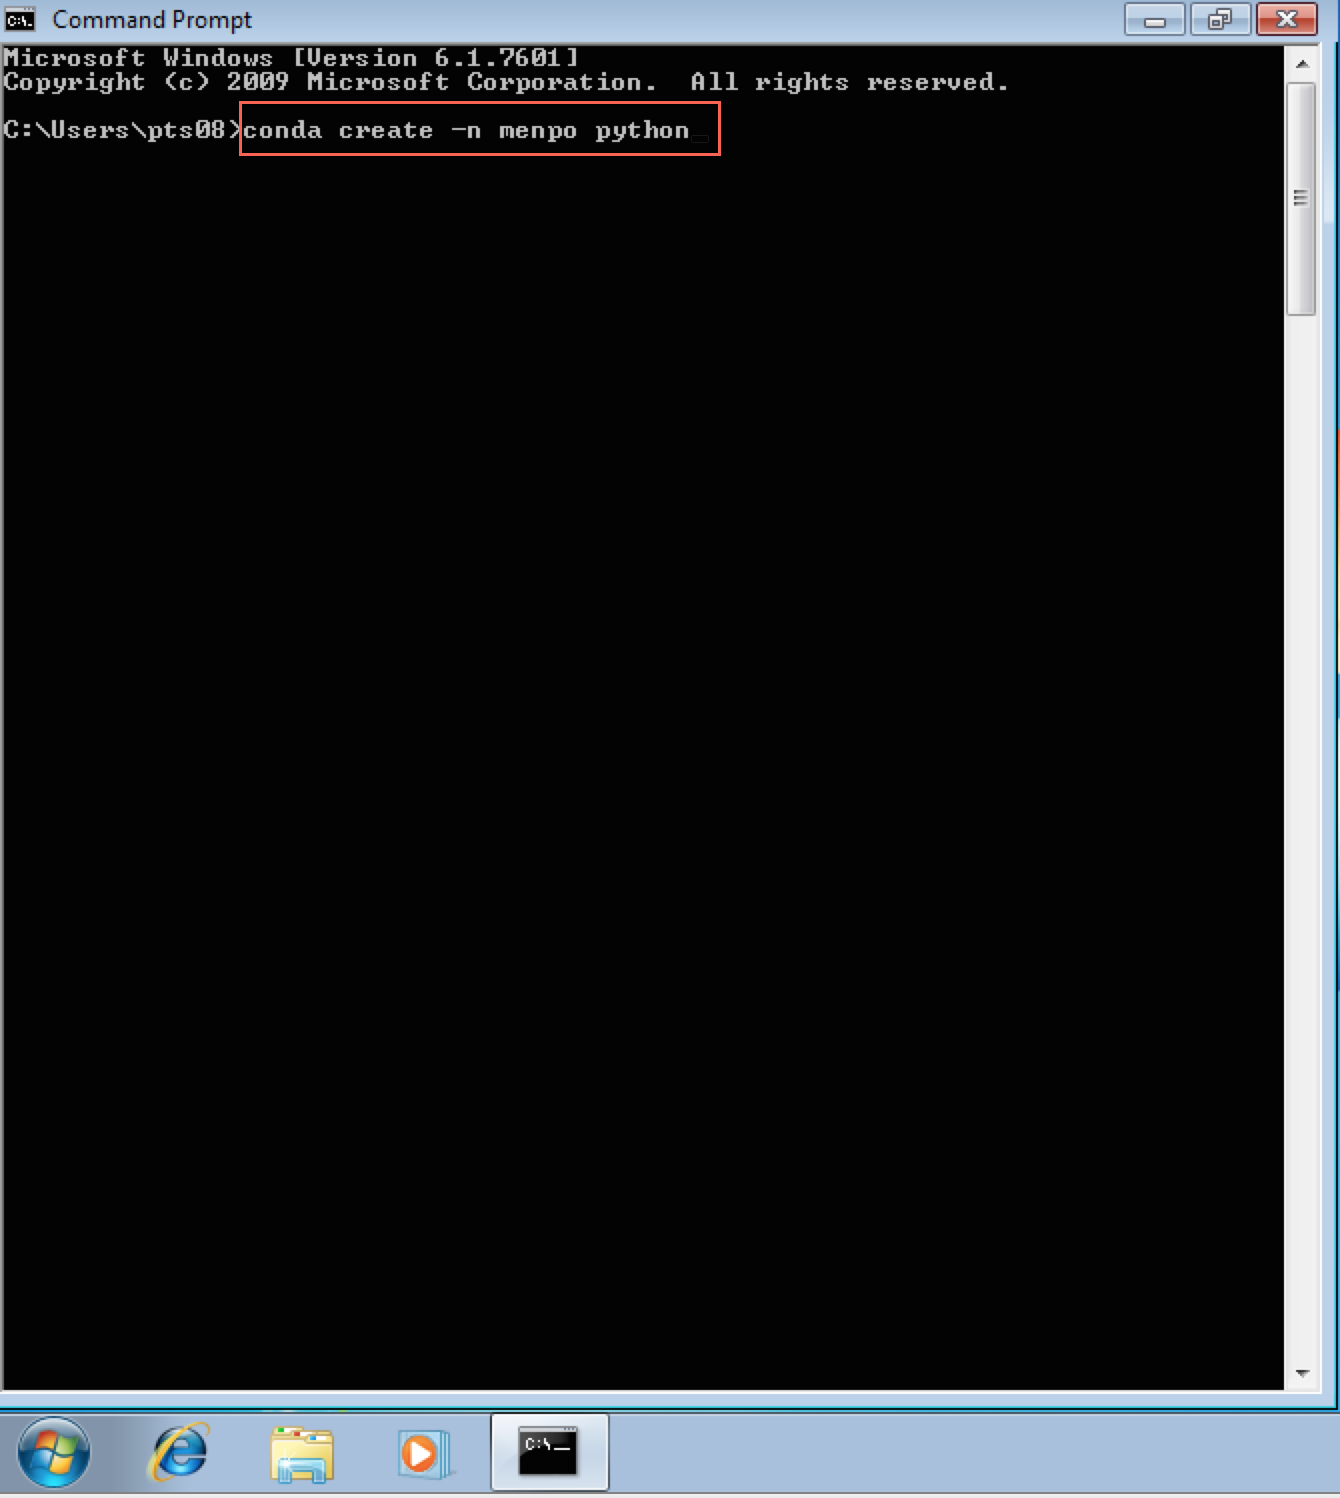 Command Prompt
Microsoft Windows [Version 6.1.7601]
Copyright (c) 2009 Microsoft Corporation.  All rights reserved.
C:\Users\pts08>conda create -n menpo python_